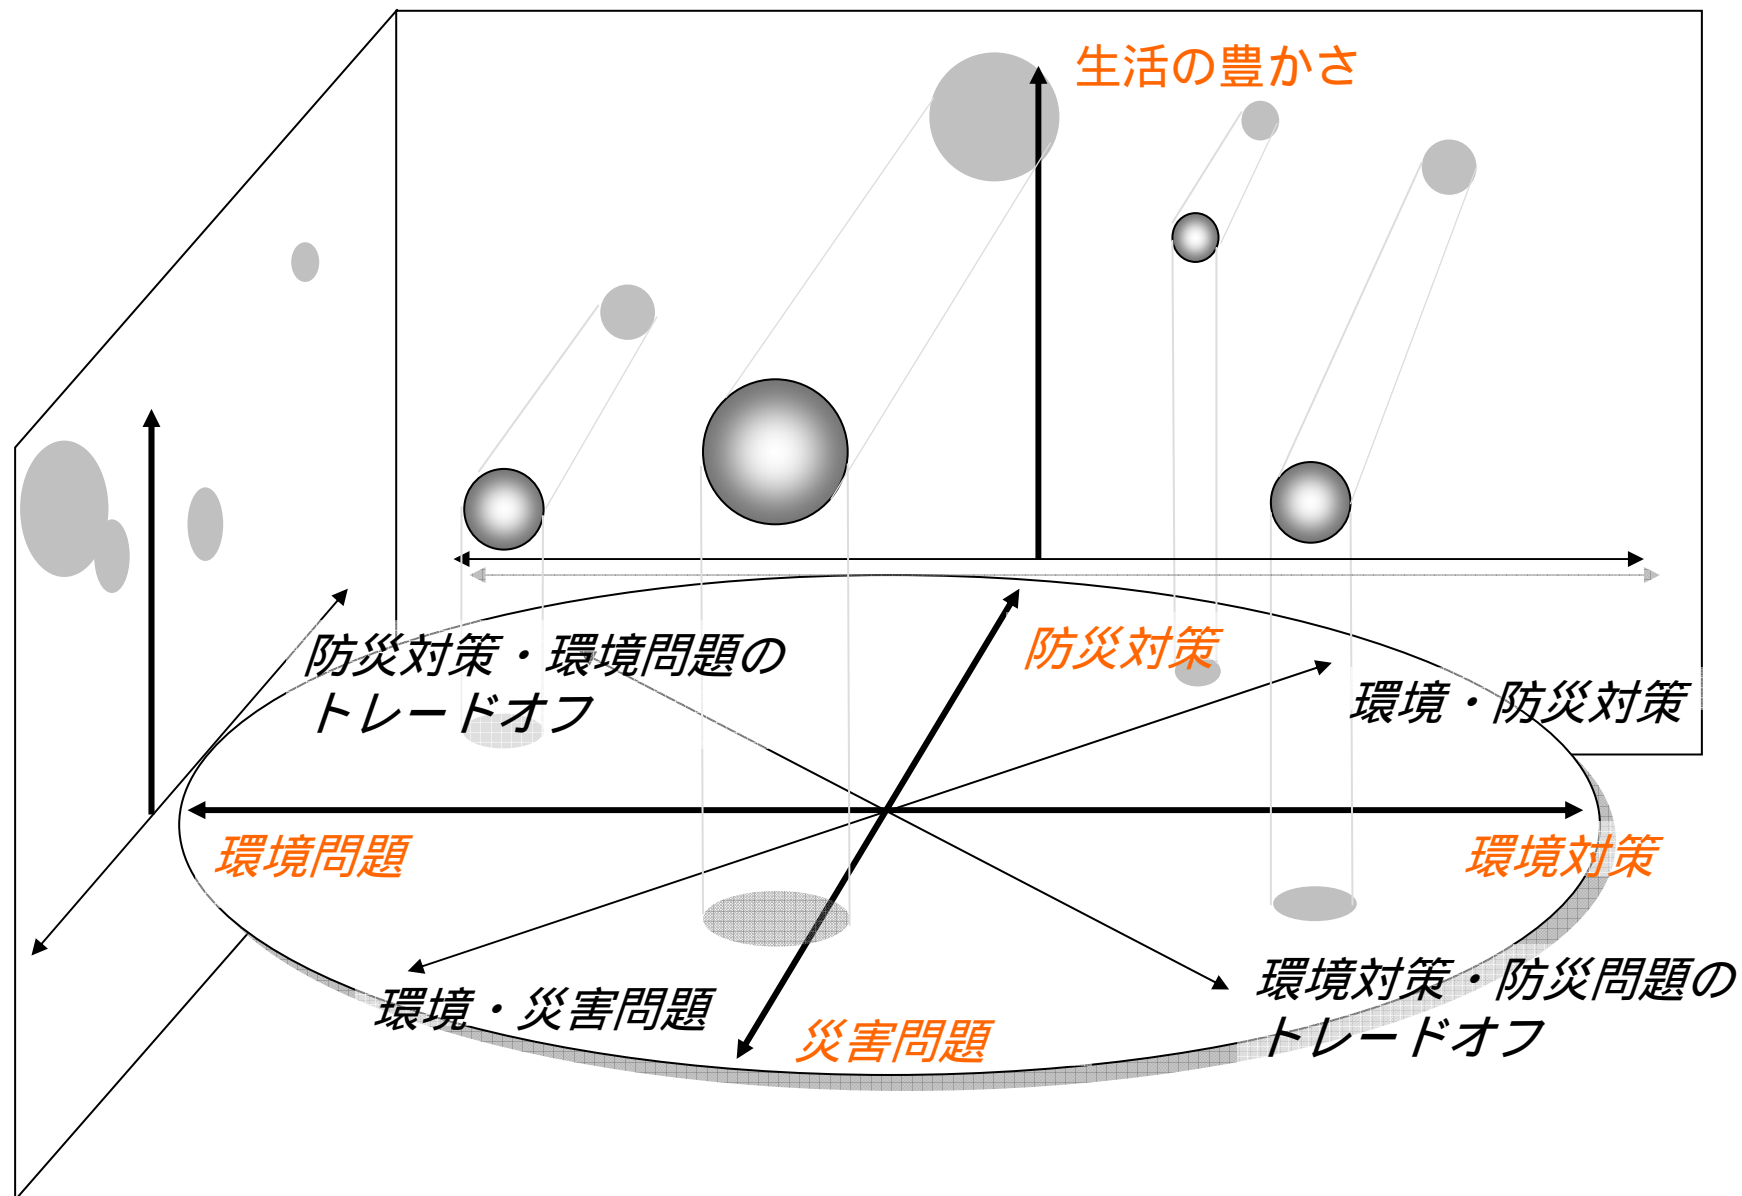 生活の豊かさ
防災対策・環境問題の
トレードオフ
防災対策
環境・防災対策
環境問題
環境対策
環境・災害問題
災害問題
環境対策・防災問題の
トレードオフ